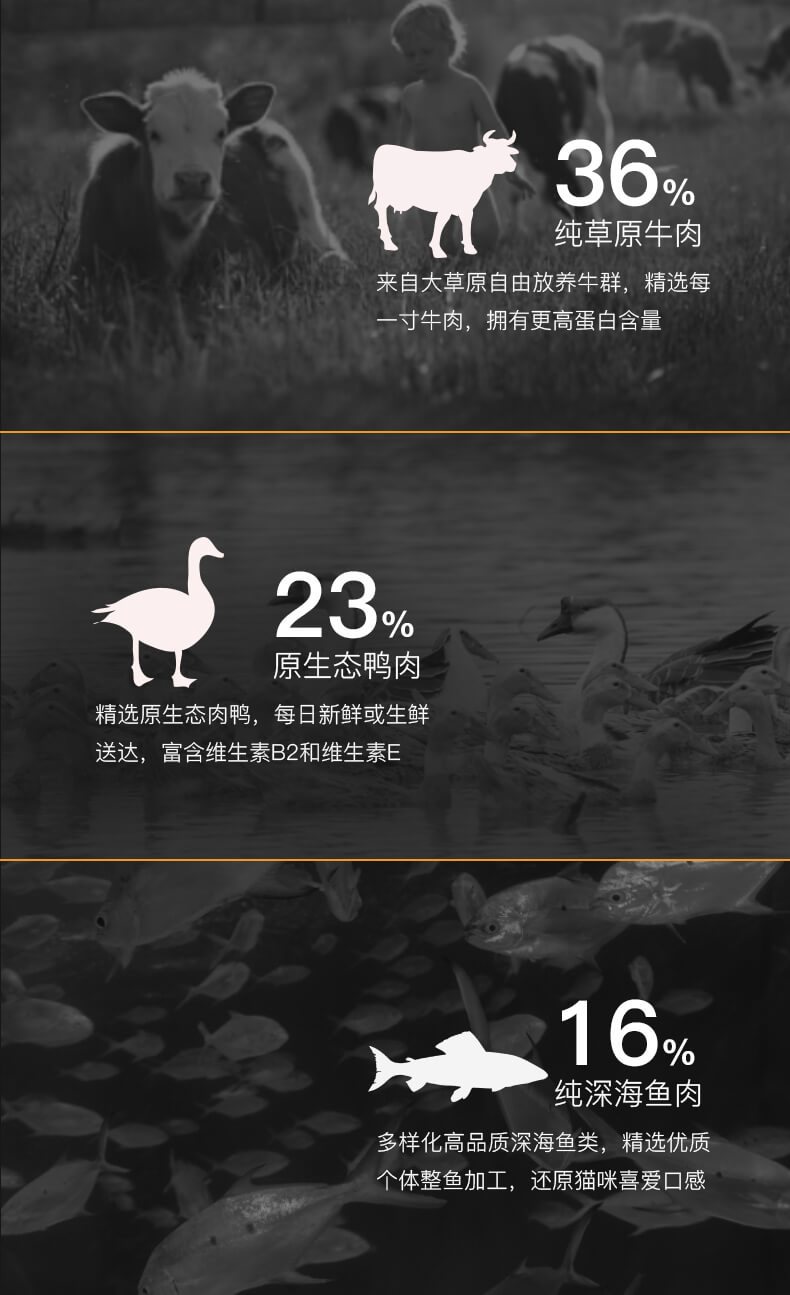 36%
纯草原牛肉
来自大草原自由放养牛群，精选每
一寸牛肉，拥有更高蛋白含量
23%
原生态鸭肉
精选原生态肉鸭，每日新鲜或生鲜
送达，富含维生素B2和维生素E
16%
纯深海鱼肉
多样化高品质深海鱼类，精选优质
个体整鱼加工，还原猫咪喜爱口感